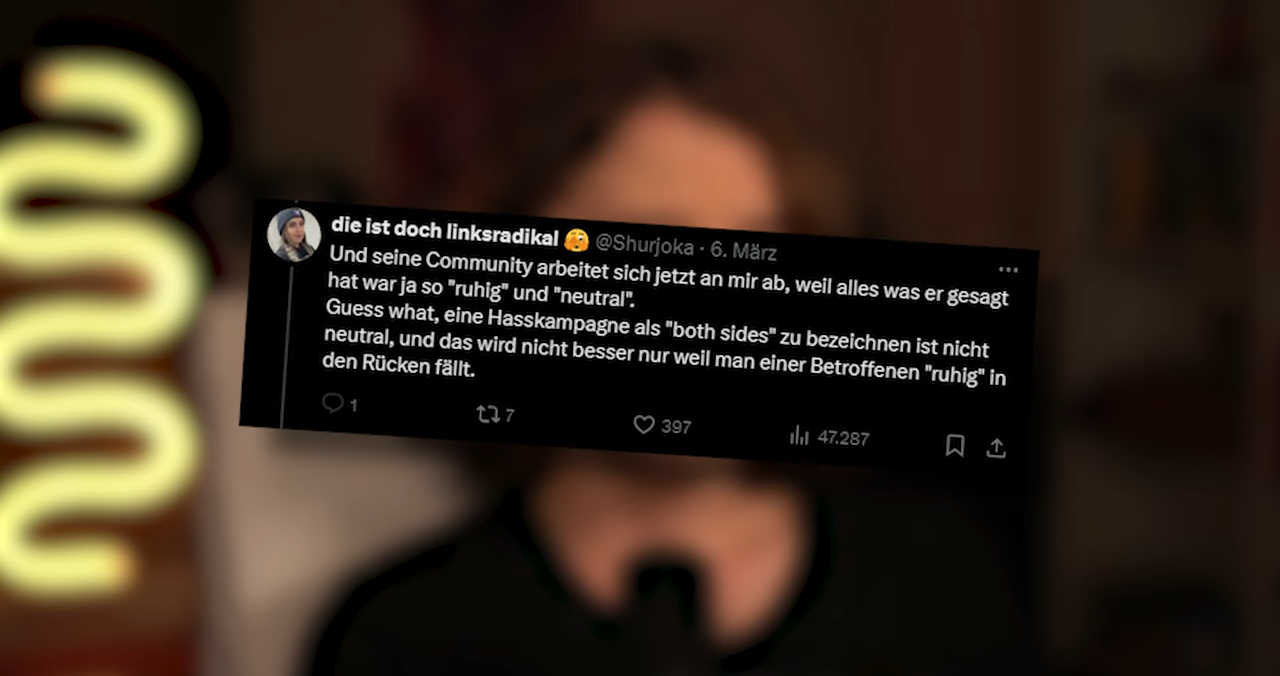 die ist doch linksradikal 🫣 @Shurjoka · 6. März
Und seine Community arbeitet sich jetzt an mir ab, weil alles was er gesagt
hat war ja so "ruhig" und "neutral".
Guess what, eine Hasskampagne als "both sides" zu bezeichnen ist nicht
neutral, und das wird nicht besser nur weil man einer Betroffenen "ruhig" in
den Rücken fällt.
1 7 397 47.287